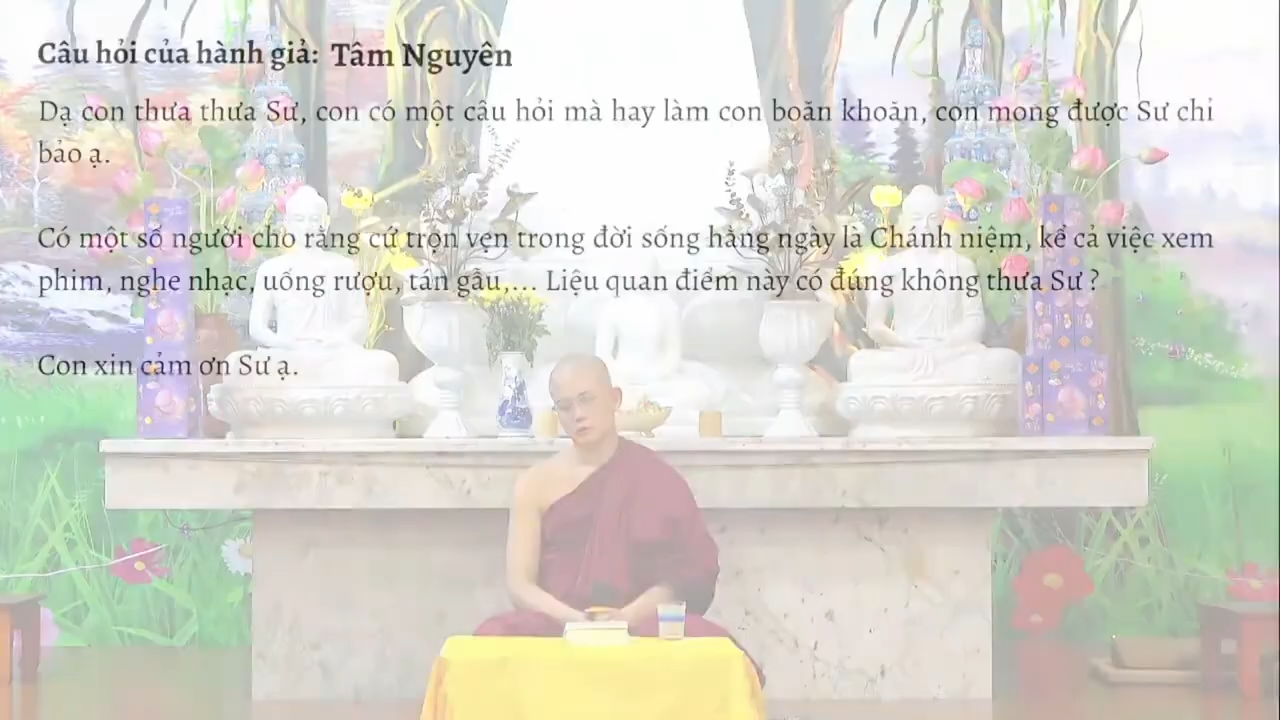 Câu hỏi của hành giả: Tâm Nguyên
Dạ con thưa thưa Sư, con có một câu hỏi mà hay làm con boăn khoăn, con mong được Sư chỉ
bảo ạ.
Có một số người cho rằng cứ trọn vẹn trong đời sống hằng ngày là Chánh niệm, kể cả việc xem
phim, nghe nhạc, uống rượu, tán gẫu,... Liệu quan điểm này có đúng không thưa Sư ?
Con xin cảm ơn Sư ạ.